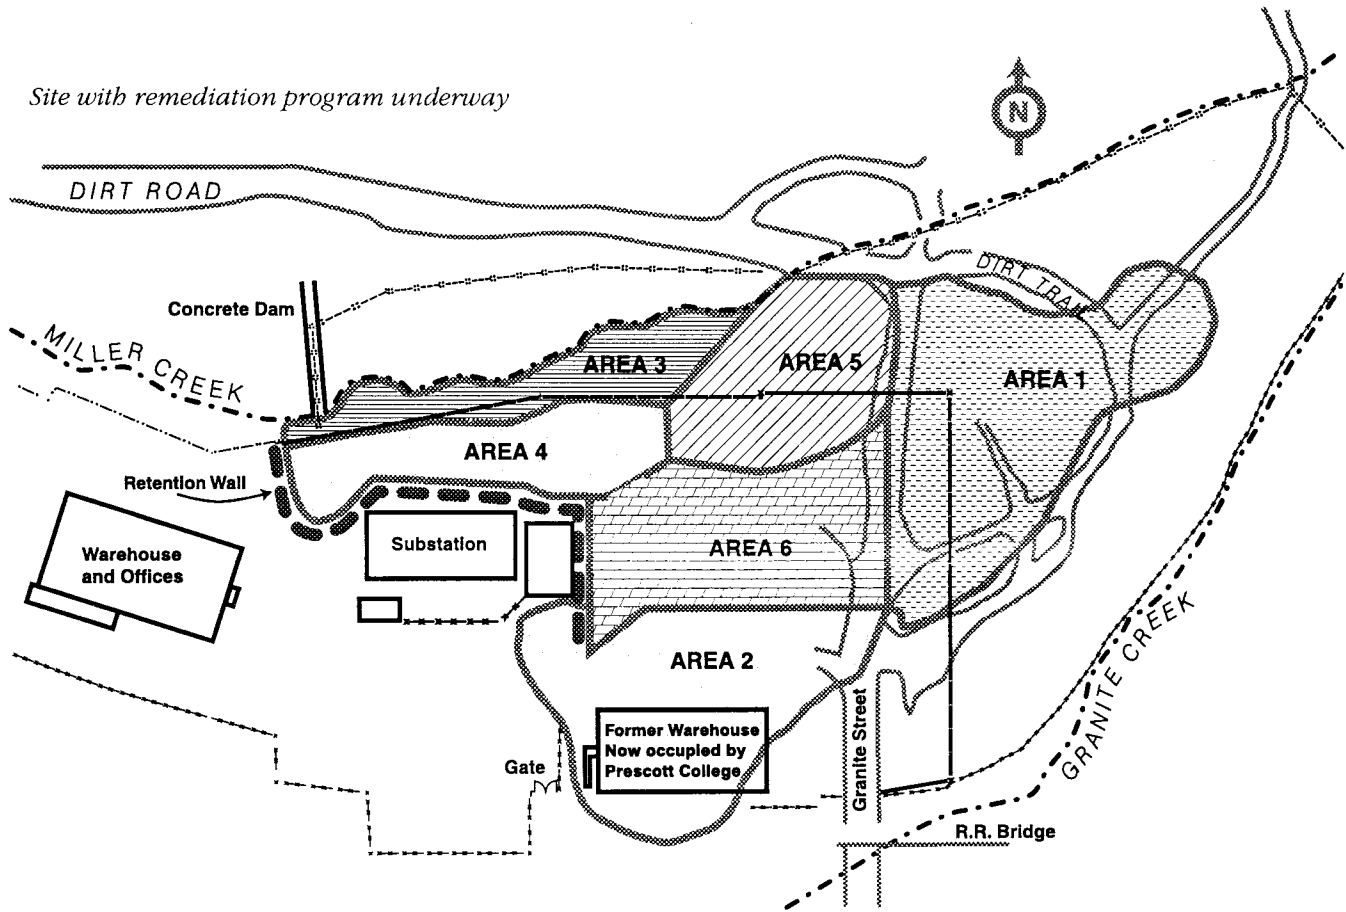 Site with remediation program underway
N
DIRT ROAD
DIRT TRAIL
Concrete Dam
MILLER CREEK
AREA 3
AREA 5
AREA 1
AREA 4
Retention Wall
Warehouse
and Offices
Substation
AREA 6
AREA 2
GRANITE CREEK
Former Warehouse
Now occupied by
Prescott College
Gate
Granite Street
R.R. Bridge